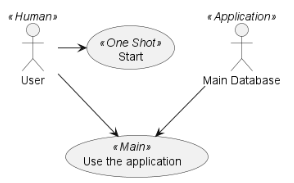 «Human»
User
«One Shot»
Start
«Application»
Main Database
«Main»
Use the application